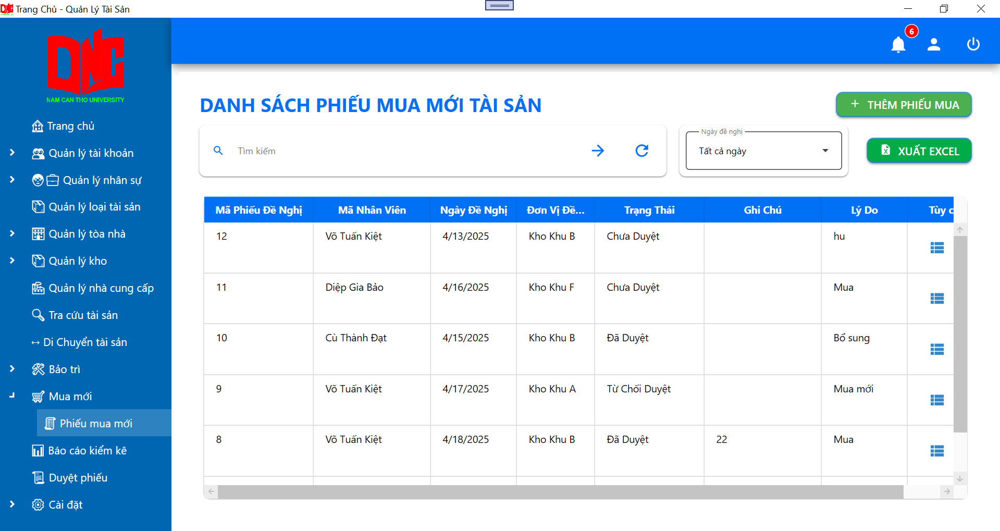 Trang Chủ - Quản Lý Tài Sản
DNC
NAM CAN THO UNIVERSITY
6
Trang chủ
Quản lý tài khoản
Quản lý nhân sự
Quản lý loại tài sản
Quản lý tòa nhà
Quản lý kho
Quản lý nhà cung cấp
Tra cứu tài sản
Di Chuyển tài sản
Bảo trì
Mua mới
Phiếu mua mới
Báo cáo kiểm kê
Duyệt phiếu
Cài đặt
DANH SÁCH PHIẾU MUA MỚI TÀI SẢN
+ THÊM PHIẾU MUA
Tìm kiếm
Ngày đề nghị
Tất cả ngày
XUẤT EXCEL
Mã Phiếu Đề Nghị Mã Nhân Viên Ngày Đề Nghị Đơn Vị Đề... Trạng Thái Ghi Chú Lý Do Tùy c
12 Võ Tuấn Kiệt 4/13/2025 Kho Khu B Chưa Duyệt hu
11 Diệp Gia Bảo 4/16/2025 Kho Khu F Chưa Duyệt Mua
10 Cù Thành Đạt 4/15/2025 Kho Khu B Đã Duyệt Bổ sung
9 Võ Tuấn Kiệt 4/17/2025 Kho Khu A Từ Chối Duyệt Mua mới
8 Võ Tuấn Kiệt 4/18/2025 Kho Khu B Đã Duyệt 22 Mua